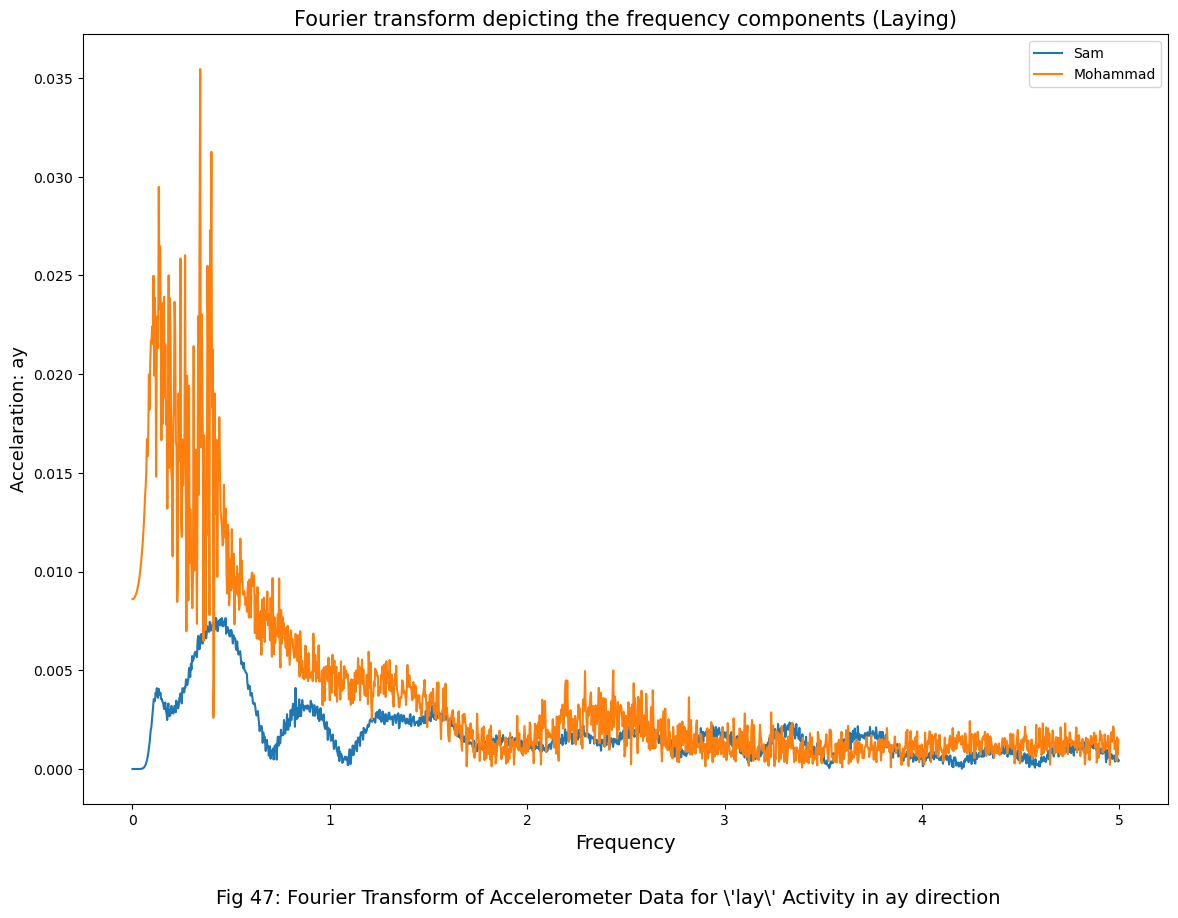 Fourier transform depicting the frequency components (Laying)
Sam
Mohammad
0.035
0.030
0.025
0.020
0.015
0.010
0.005
0.000
Accelaration: ay
0 1 2 3 4 5
Frequency
Fig 47: Fourier Transform of Accelerometer Data for \'lay\' Activity in ay direction